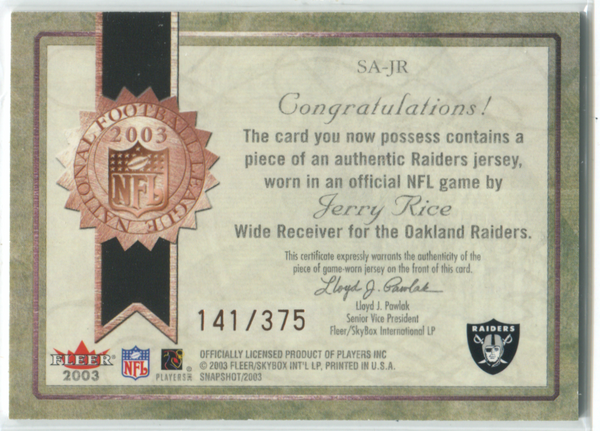 SA-JR
Congratulations!
The card you now possess contains a
piece of an authentic Raiders jersey,
worn in an official NFL game by
Jerry Rice
Wide Receiver for the Oakland Raiders.
This certificate expressly warrants the authenticity of the
piece of game-worn jersey on the front of this card.
Lloyd J. Pawlak
Lloyd J. Pawlak
Senior Vice President
Fleer/SkyBox International LP
NATIONAL FOOTBALL LEAGUE
2003
NFL
141/375
RAIDERS
FLEER
2003
NFL
PLAYERS
OFFICIALLY LICENSED PRODUCT OF PLAYERS INC
© 2003 FLEER/SKYBOX INT'L LP, PRINTED IN U.S.A.
SNAPSHOT/2003